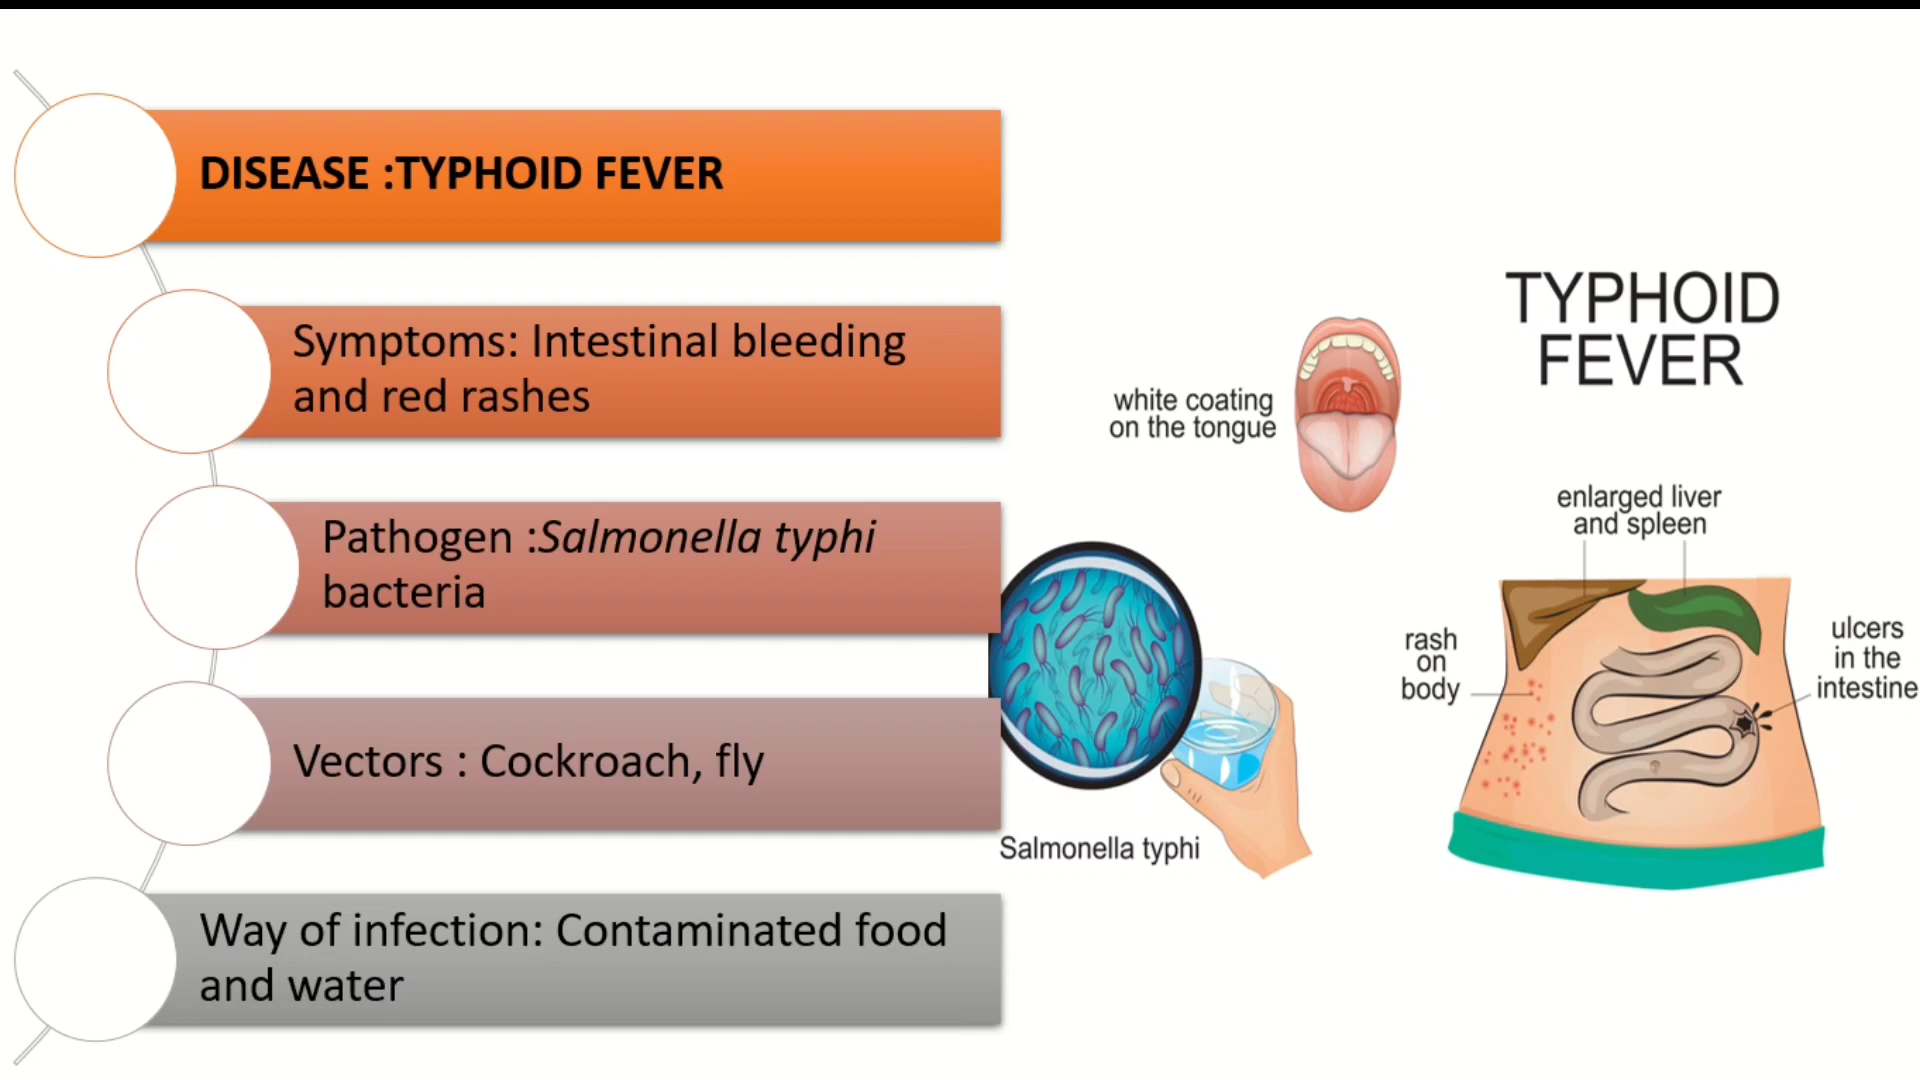 DISEASE :TYPHOID FEVER
Symptoms: Intestinal bleeding
and red rashes
Pathogen :Salmonella typhi
bacteria
Vectors : Cockroach, fly
Way of infection: Contaminated food
and water
TYPHOID
FEVER
white coating
on the tongue
enlarged liver
and spleen
rash
on
body
ulcers
in the
intestine
Salmonella typhi